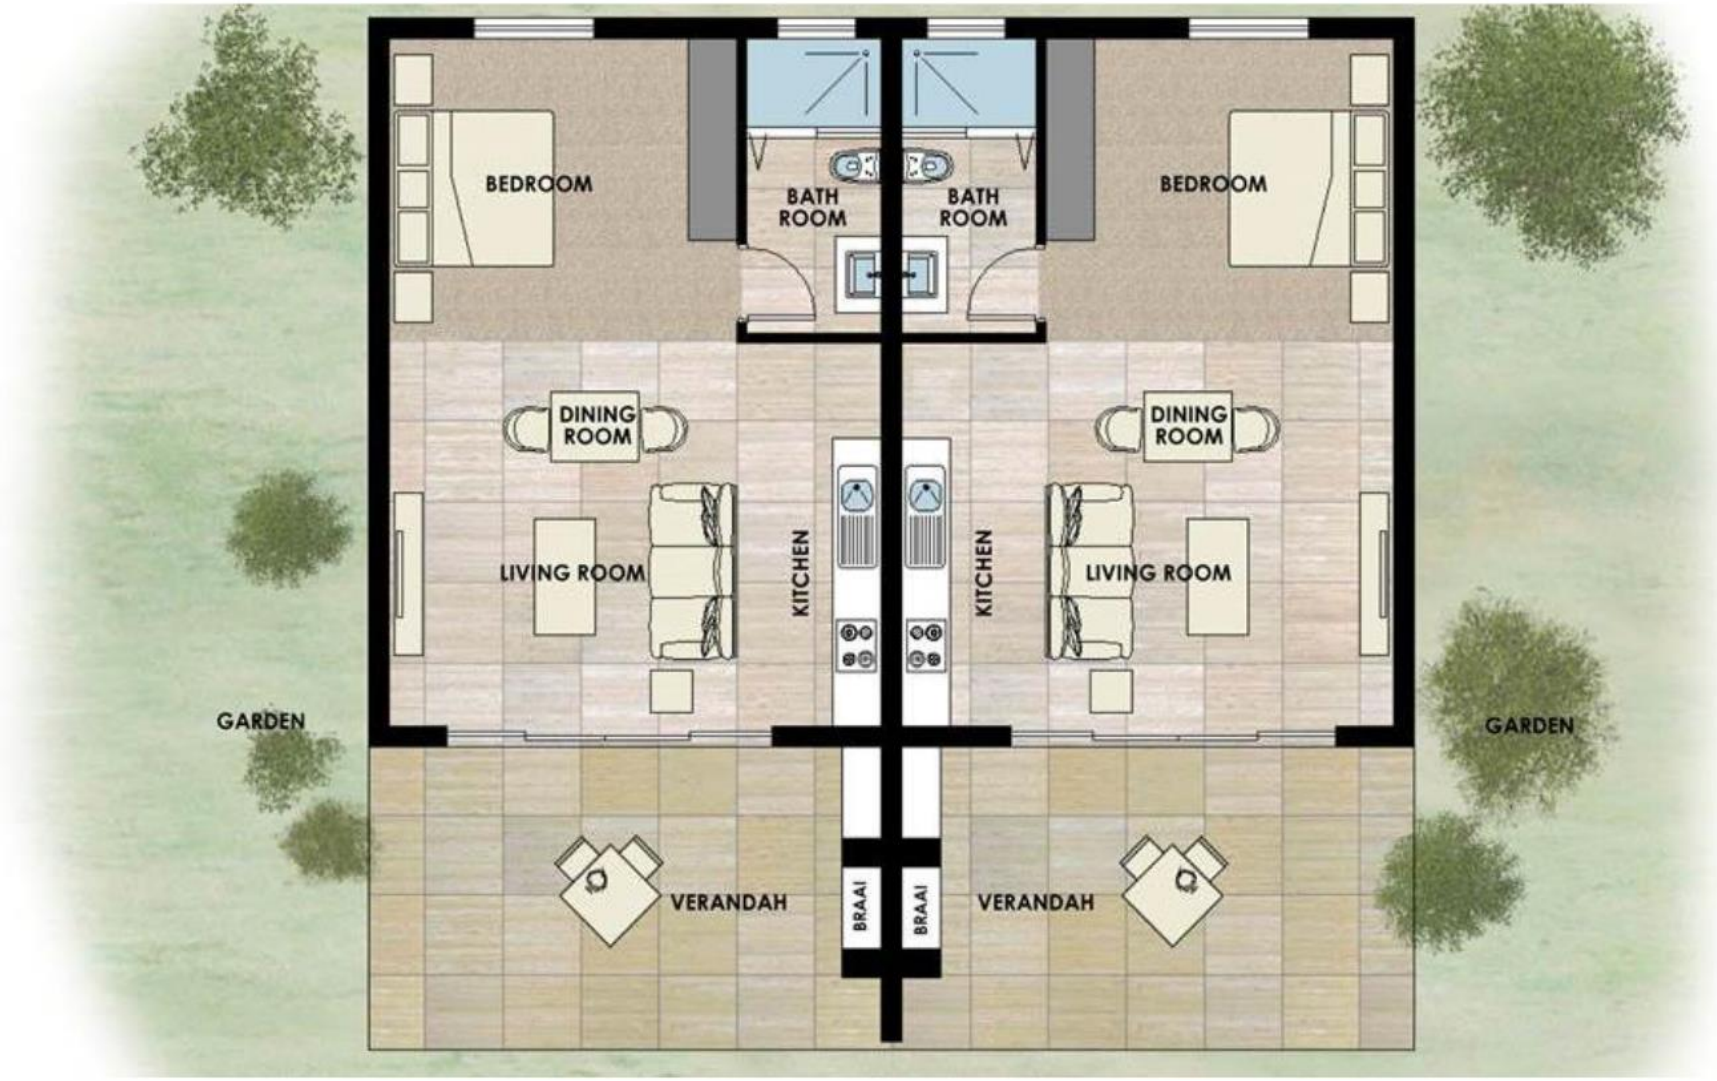 BEDROOM
BATH
ROOM
BATH
ROOM
BEDROOM
DINING
ROOM
DINING
ROOM
LIVING ROOM
KITCHEN
KITCHEN
LIVING ROOM
GARDEN
GARDEN
VERANDAH
BRAAI
BRAAI
VERANDAH